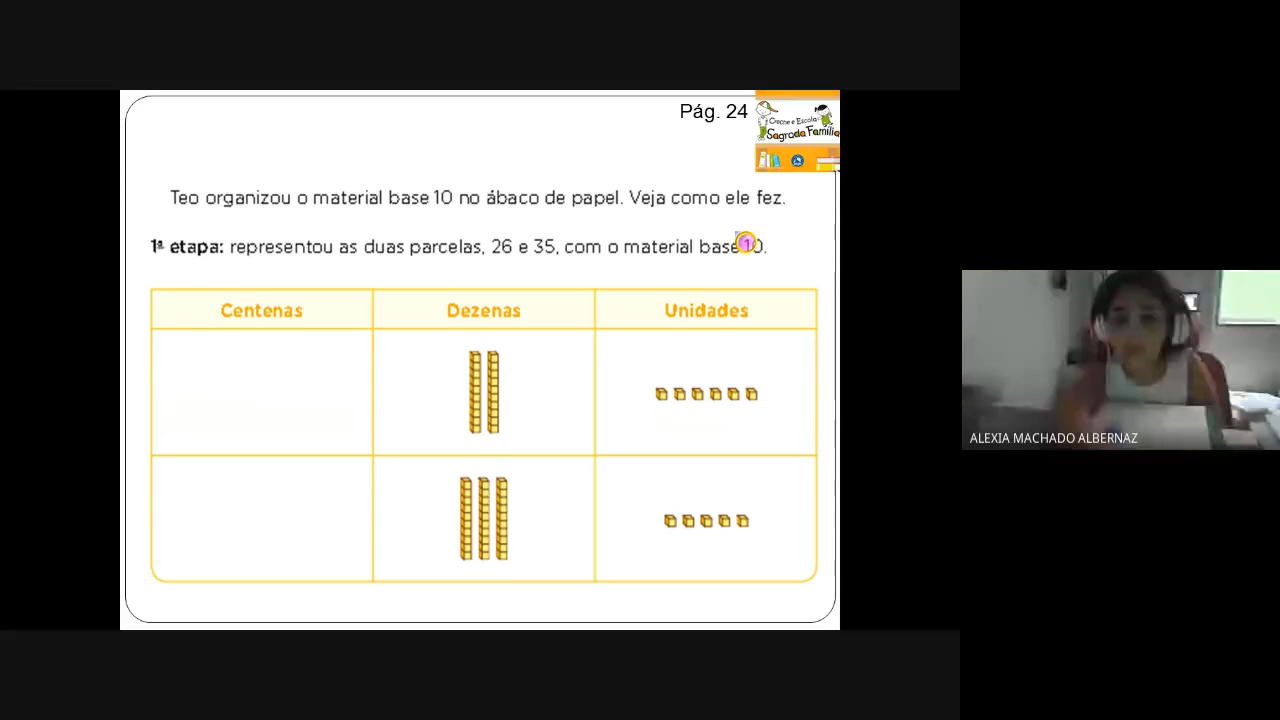 Pág. 24
Creche e Escola
Sagrada Família
Teo organizou o material base 10 no ábaco de papel. Veja como ele fez.
1ª etapa: representou as duas parcelas, 26 e 35, com o material base 10.
Centenas Dezenas Unidades
ALEXIA MACHADO ALBERNAZ